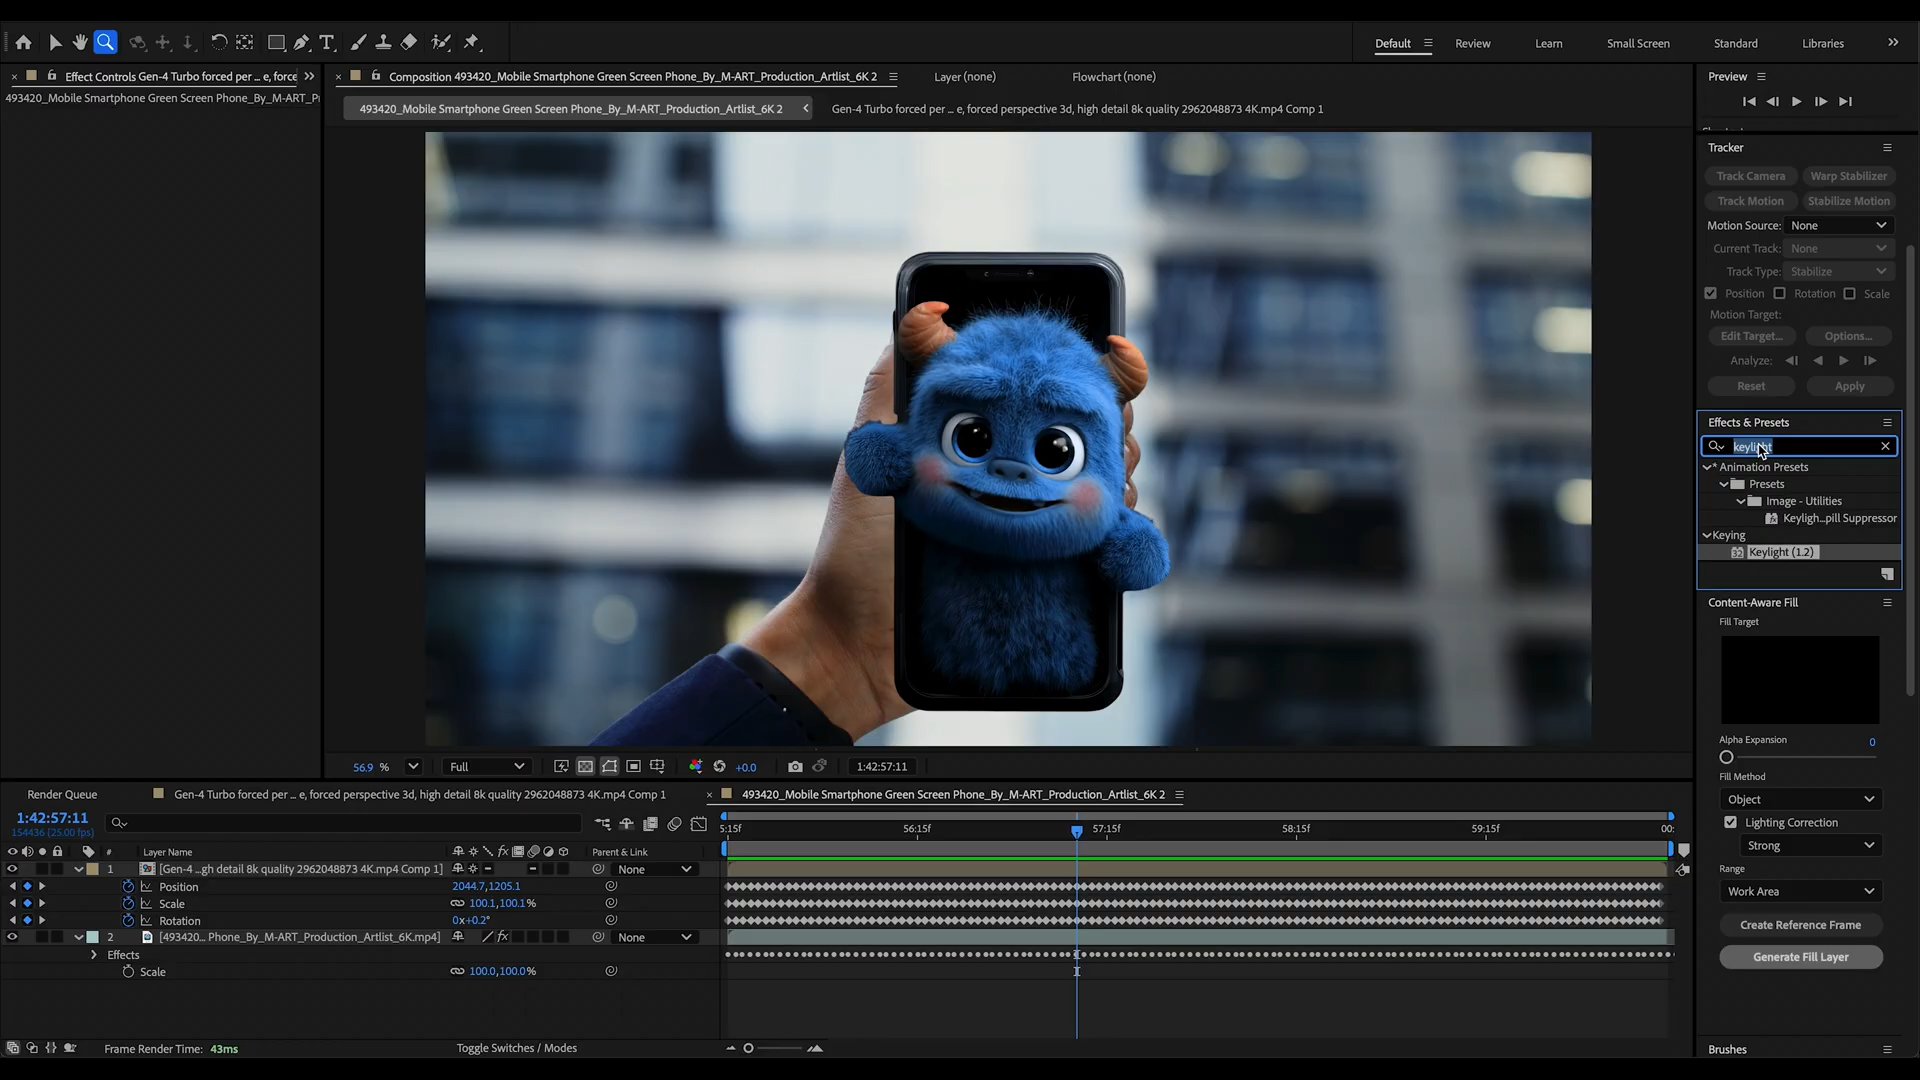 Default
Review
Learn
Small Screen
Standard
Libraries
Effect Controls Gen-4 Turbo forced per ... e, force
Composition 493420_Mobile Smartphone Green Screen Phone_By_M-ART_Production_Artlist_6K 2
Layer (none)
Flowchart (none)
Preview
493420_Mobile Smartphone Green Screen Phone_By_M-ART_Pr
493420_Mobile Smartphone Green Screen Phone_By_M-ART_Production_Artlist_6K 2
Gen-4 Turbo forced per ... e, forced perspective 3d, high detail 8k quality 2962048873 4K.mp4 Comp 1
Tracker
Track Camera
Warp Stabilizer
Track Motion
Stabilize Motion
Motion Source: None
Current Track: None
Track Type: Stabilize
Position Rotation Scale
Motion Target:
Edit Target...
Options...
Analyze:
Reset
Apply
Effects & Presets
keylight
* Animation Presets
Presets
Image - Utilities
Keyligh...pill Suppressor
Keying
Keylight (1.2)
Content-Aware Fill
Fill Target
Alpha Expansion 0
Fill Method
Object
Lighting Correction
Strong
Range
Work Area
Create Reference Frame
Generate Fill Layer
Brushes
56.9 %
Full
+0.0
1:42:57:11
Render Queue
Gen-4 Turbo forced per ... e, forced perspective 3d, high detail 8k quality 2962048873 4K.mp4 Comp 1
493420_Mobile Smartphone Green Screen Phone_By_M-ART_Production_Artlist_6K 2
1:42:57:11
154436 (25.00 fps)
5:15f 56:15f 57:15f 58:15f 59:15f 00:
# Layer Name Parent & Link
1 [Gen-4 ...gh detail 8k quality 2962048873 4K.mp4 Comp 1] None
Position 2044.7,1205.1
Scale 100.1,100.1%
Rotation 0x+0.2°
2 [493420... Phone_By_M-ART_Production_Artlist_6K.mp4] None
Effects
Scale 100.0,100.0%
Frame Render Time: 43ms
Toggle Switches / Modes